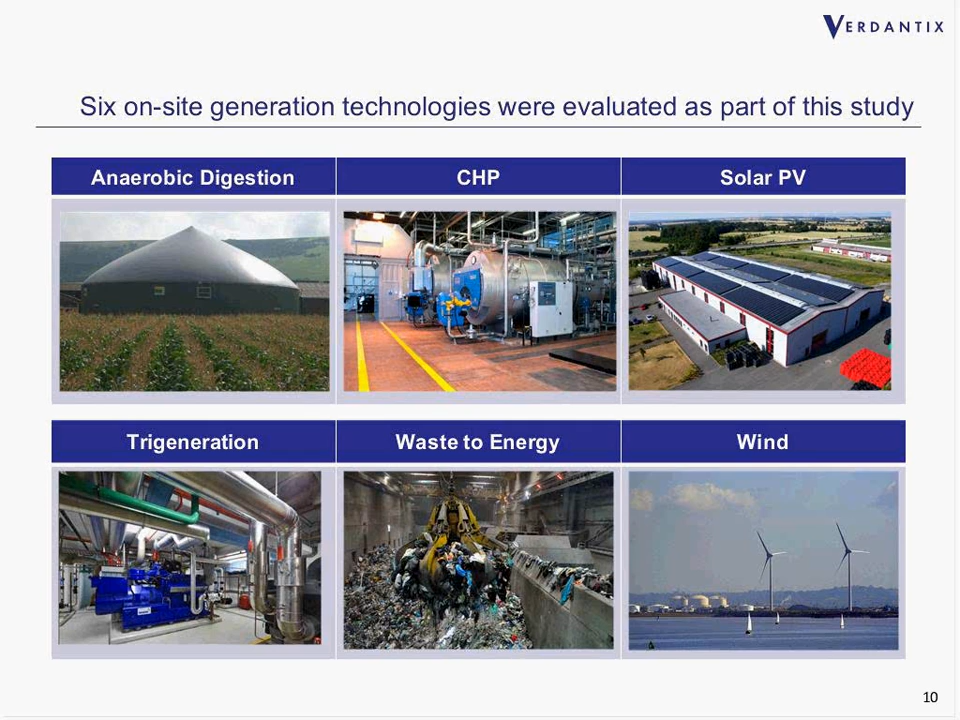 VERDANTIX
Six on-site generation technologies were evaluated as part of this study
Anaerobic Digestion
CHP
Solar PV
Trigeneration
Waste to Energy
Wind
10